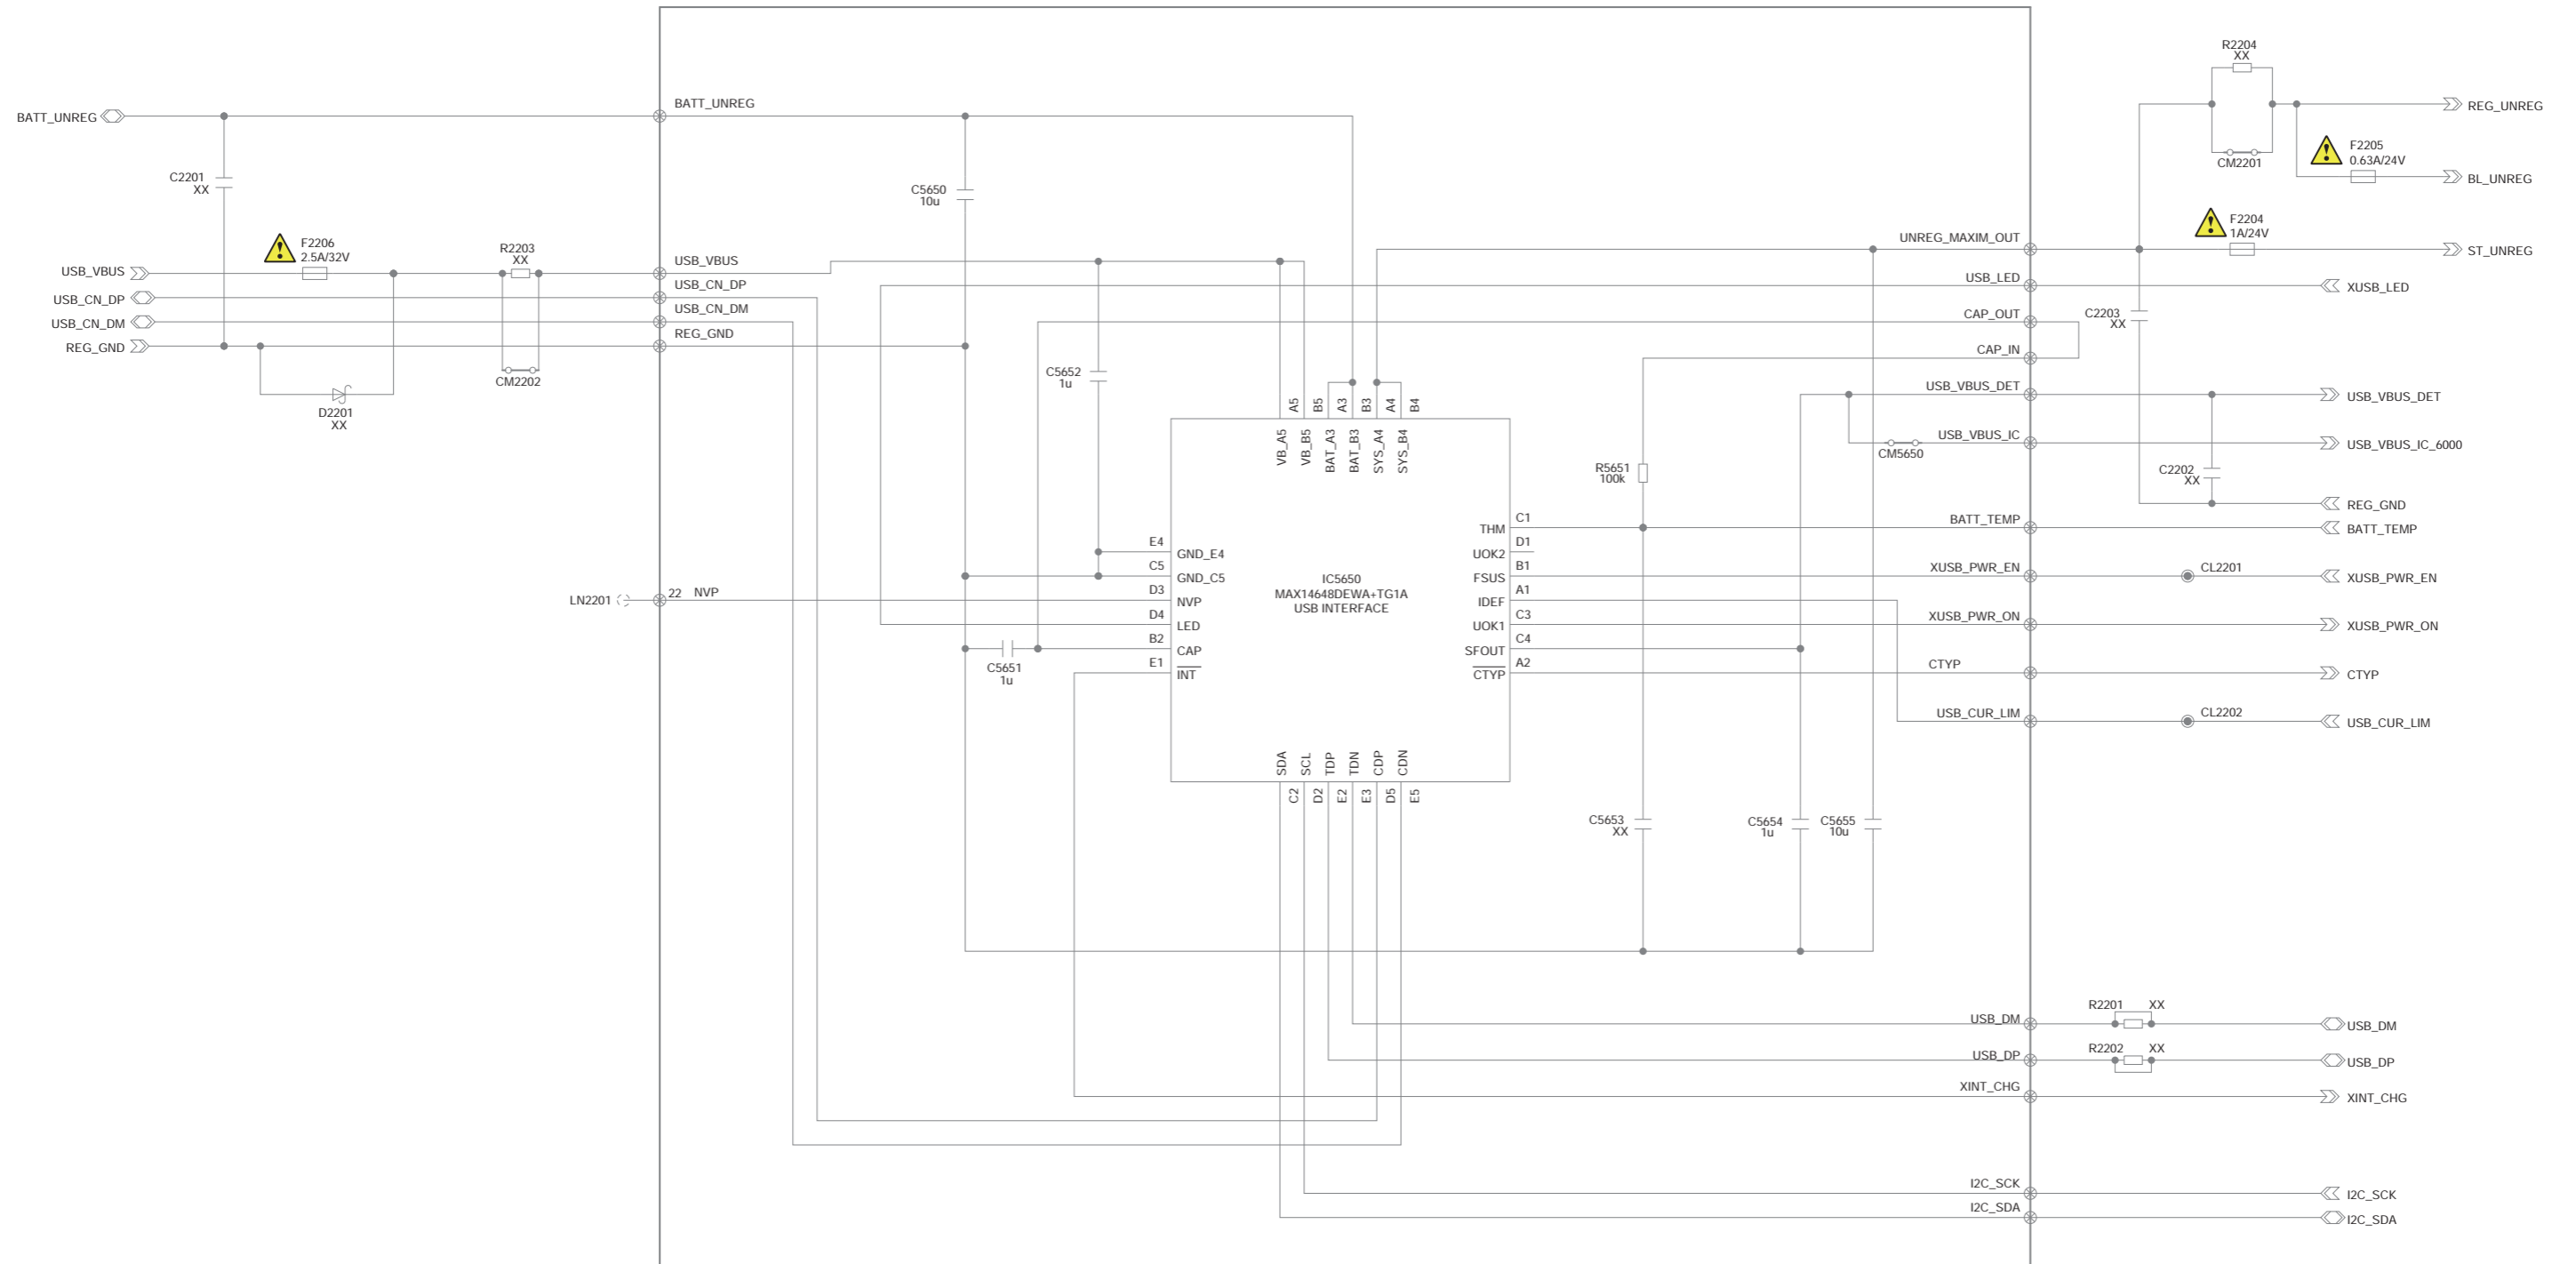 R2204
XX
BATT_UNREG
BATT_UNREG
REG_UNREG
CM2201
F2205
0.63A/24V
BL_UNREG
C2201
XX
C5650
10u
F2206
2.5A/32V
R2203
XX
USB_VBUS
USB_VBUS
USB_CN_DP
USB_CN_DP
USB_CN_DM
USB_CN_DM
REG_GND
REG_GND
CM2202
D2201
XX
UNREG_MAXIM_OUT
F2204
1A/24V
ST_UNREG
USB_LED
XUSB_LED
CAP_OUT
C2203
XX
CAP_IN
C5652
1u
USB_VBUS_DET
USB_VBUS_DET
USB_VBUS_IC
CM5650
USB_VBUS_IC_6000
C2202
XX
REG_GND
A5
B5
A3
B3
A4
B4
VB_A5
VB_B5
BAT_A3
BAT_B3
SYS_A4
SYS_B4
R5651
100k
C1
THM
BATT_TEMP
BATT_TEMP
E4
GND_E4
D1
UOK2
C5
GND_C5
B1
FSUS
XUSB_PWR_EN
CL2201
XUSB_PWR_EN
LN2201
22 NVP
D3
NVP
IC5650
MAX14648DEWA+TG1A
USB INTERFACE
A1
IDEF
D4
LED
C3
UOK1
XUSB_PWR_ON
XUSB_PWR_ON
C5651
1u
B2
CAP
C4
SFOUT
E1
INT
A2
CTYP
CTYP
CTYP
USB_CUR_LIM
CL2202
USB_CUR_LIM
SDA
SCL
TDP
TDN
CDP
CDN
C2
D2
E2
E3
D5
E5
C5653
XX
C5654
1u
C5655
10u
USB_DM
R2201 XX
USB_DM
USB_DP
R2202 XX
USB_DP
XINT_CHG
XINT_CHG
I2C_SCK
I2C_SCK
I2C_SDA
I2C_SDA